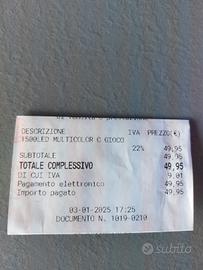 DESCRIZIONE IVA PREZZO(€)
1500LED MULTICOLOR C GIOCO
22% 49,95
SUBTOTALE 49,95
TOTALE COMPLESSIVO 49,95
DI CUI IVA 9,01
Pagamento elettronico 49,95
Importo pagato 49,95
03-01-2025 17:25
DOCUMENTO N. 1019-0210
subito